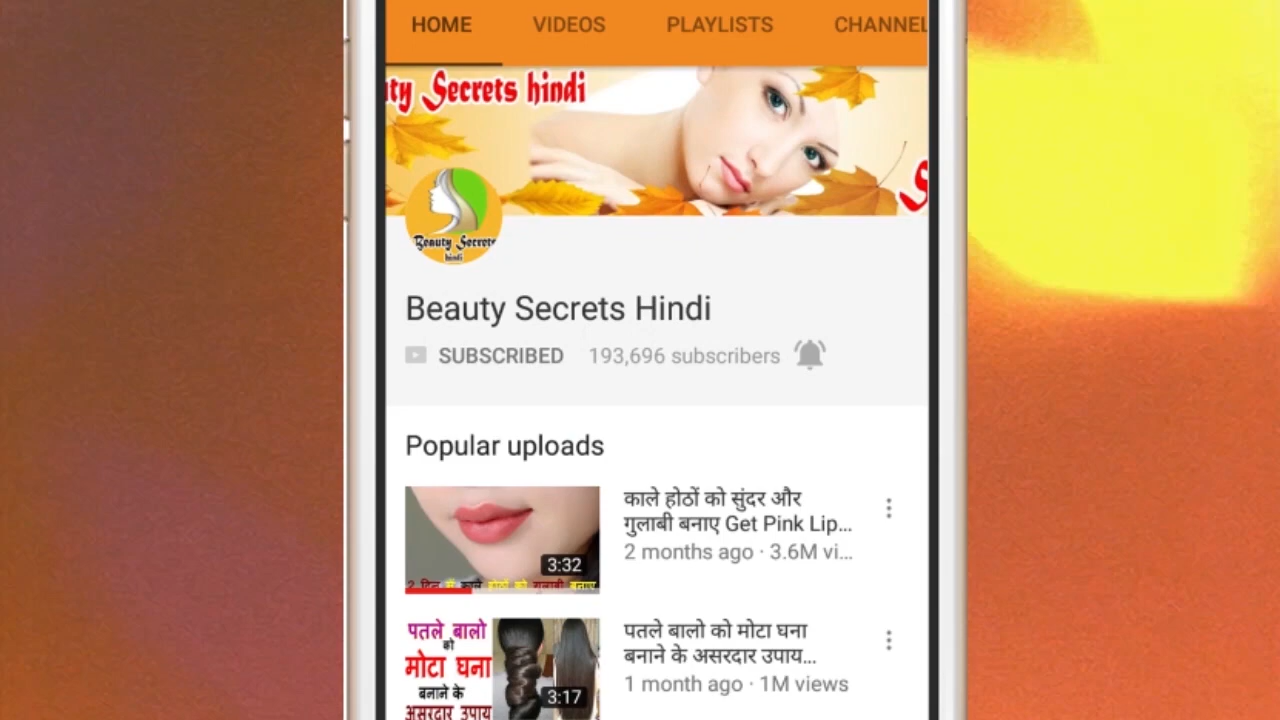 HOME VIDEOS PLAYLISTS CHANNEL
ty Secrets hindi
S
Beauty Secrets
hindi
Beauty Secrets Hindi
SUBSCRIBED 193,696 subscribers
Popular uploads
काले होठों को सुंदर और
गुलाबी बनाए Get Pink Lip...
2 months ago · 3.6M vi...
3:32
2 दिन में काले होठों को गुलाबी बनाए
पतले बालो को मोटा घना
बनाने के असरदार उपाय...
1 month ago · 1M views
पतले बालो
को
मोटा घना
बनाने के
असरदार उपाय
3:17